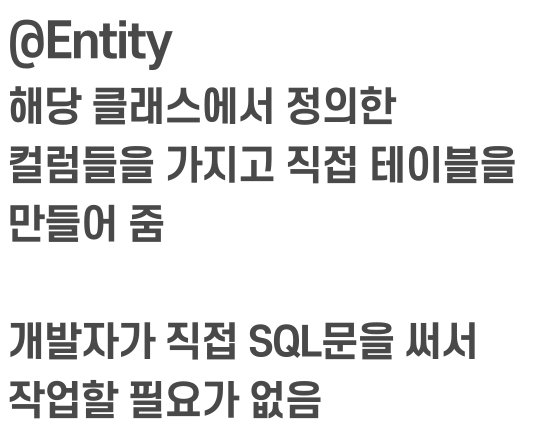 @Entity
해당 클래스에서 정의한
컬럼들을 가지고 직접 테이블을
만들어 줌
개발자가 직접 SQL문을 써서
작업할 필요가 없음